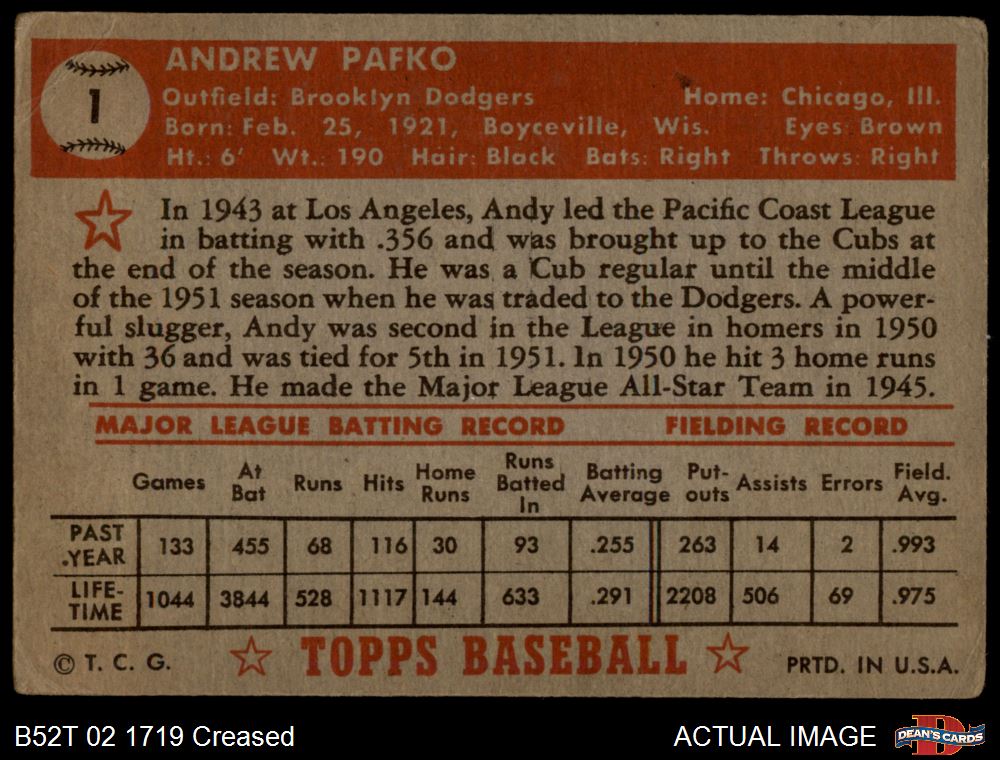 1
ANDREW PAFKO
Outfield: Brooklyn Dodgers Home: Chicago, Ill.
Born: Feb. 25, 1921, Boyceville, Wis. Eyes: Brown
Ht.: 6' Wt.: 190 Hair: Black Bats: Right Throws: Right
In 1943 at Los Angeles, Andy led the Pacific Coast League
in batting with .356 and was brought up to the Cubs at
the end of the season. He was a Cub regular until the middle
of the 1951 season when he was traded to the Dodgers. A power-
ful slugger, Andy was second in the League in homers in 1950
with 36 and was tied for 5th in 1951. In 1950 he hit 3 home runs
in 1 game. He made the Major League All-Star Team in 1945.
MAJOR LEAGUE BATTING RECORD FIELDING RECORD
Games At Bat Runs Hits Home Runs Runs Batted In Batting Average Put-outs Assists Errors Field. Avg.
PAST YEAR 133 455 68 116 30 93 .255 263 14 2 .993
LIFE-TIME 1044 3844 528 1117 144 633 .291 2208 506 69 .975
© T. C. G. TOPPS BASEBALL PRTD. IN U.S.A.
B52T 02 1719 Creased ACTUAL IMAGE D DEAN'S CARDS